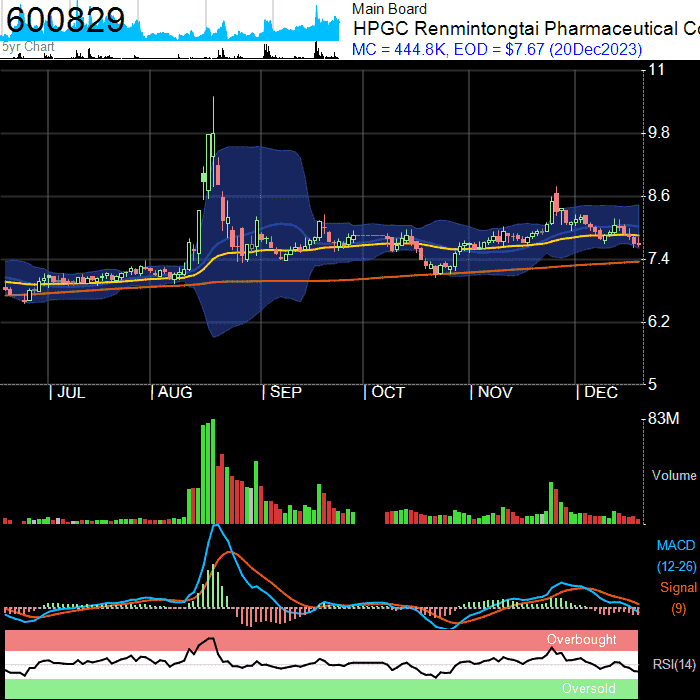 600829
5yr Chart
Main Board
HPGC Renmintongtai Pharmaceutical Co
MC = 444.8K, EOD = $7.67 (20Dec2023)
11
9.8
8.6
7.4
6.2
5
JUL
AUG
SEP
OCT
NOV
DEC
83M
Volume
MACD
(12-26)
Signal
(9)
Overbought
RSI(14)
Oversold